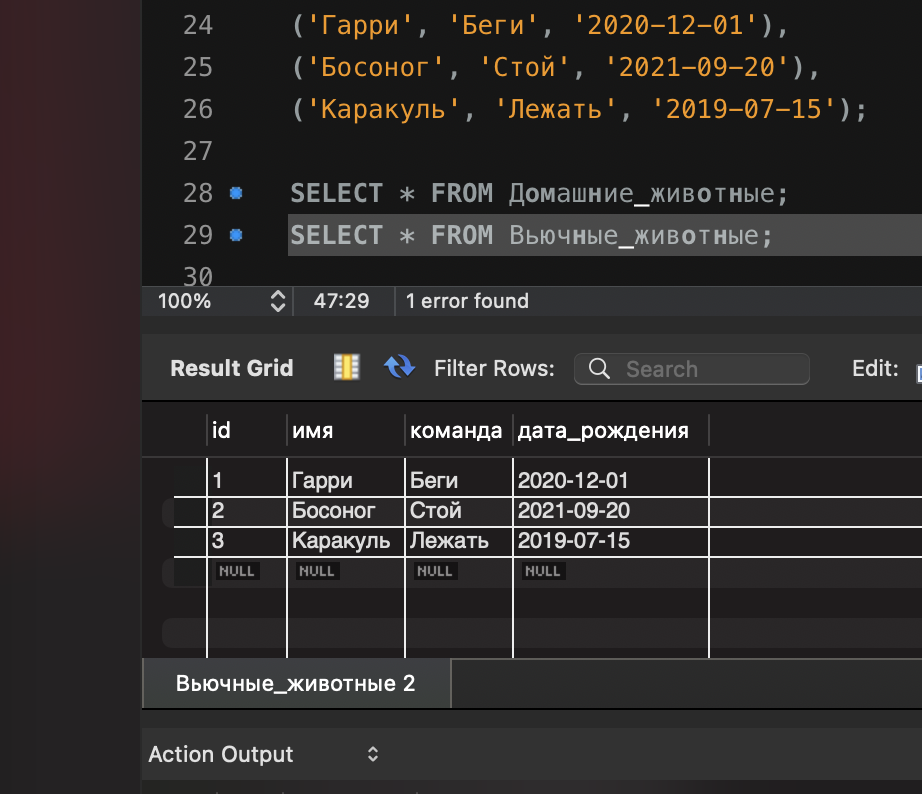 24 ('Гарри', 'Беги', '2020-12-01'),
25 ('Босоног', 'Стой', '2021-09-20'),
26 ('Каракуль', 'Лежать', '2019-07-15');
27
28 SELECT * FROM Домашние_животные;
29 SELECT * FROM Вьючные_животные;
30
100% 47:29 1 error found
Result Grid Filter Rows: Search Edit:
id имя команда дата_рождения
1 Гарри Беги 2020-12-01
2 Босоног Стой 2021-09-20
3 Каракуль Лежать 2019-07-15
NULL NULL NULL NULL
Вьючные_животные 2
Action Output